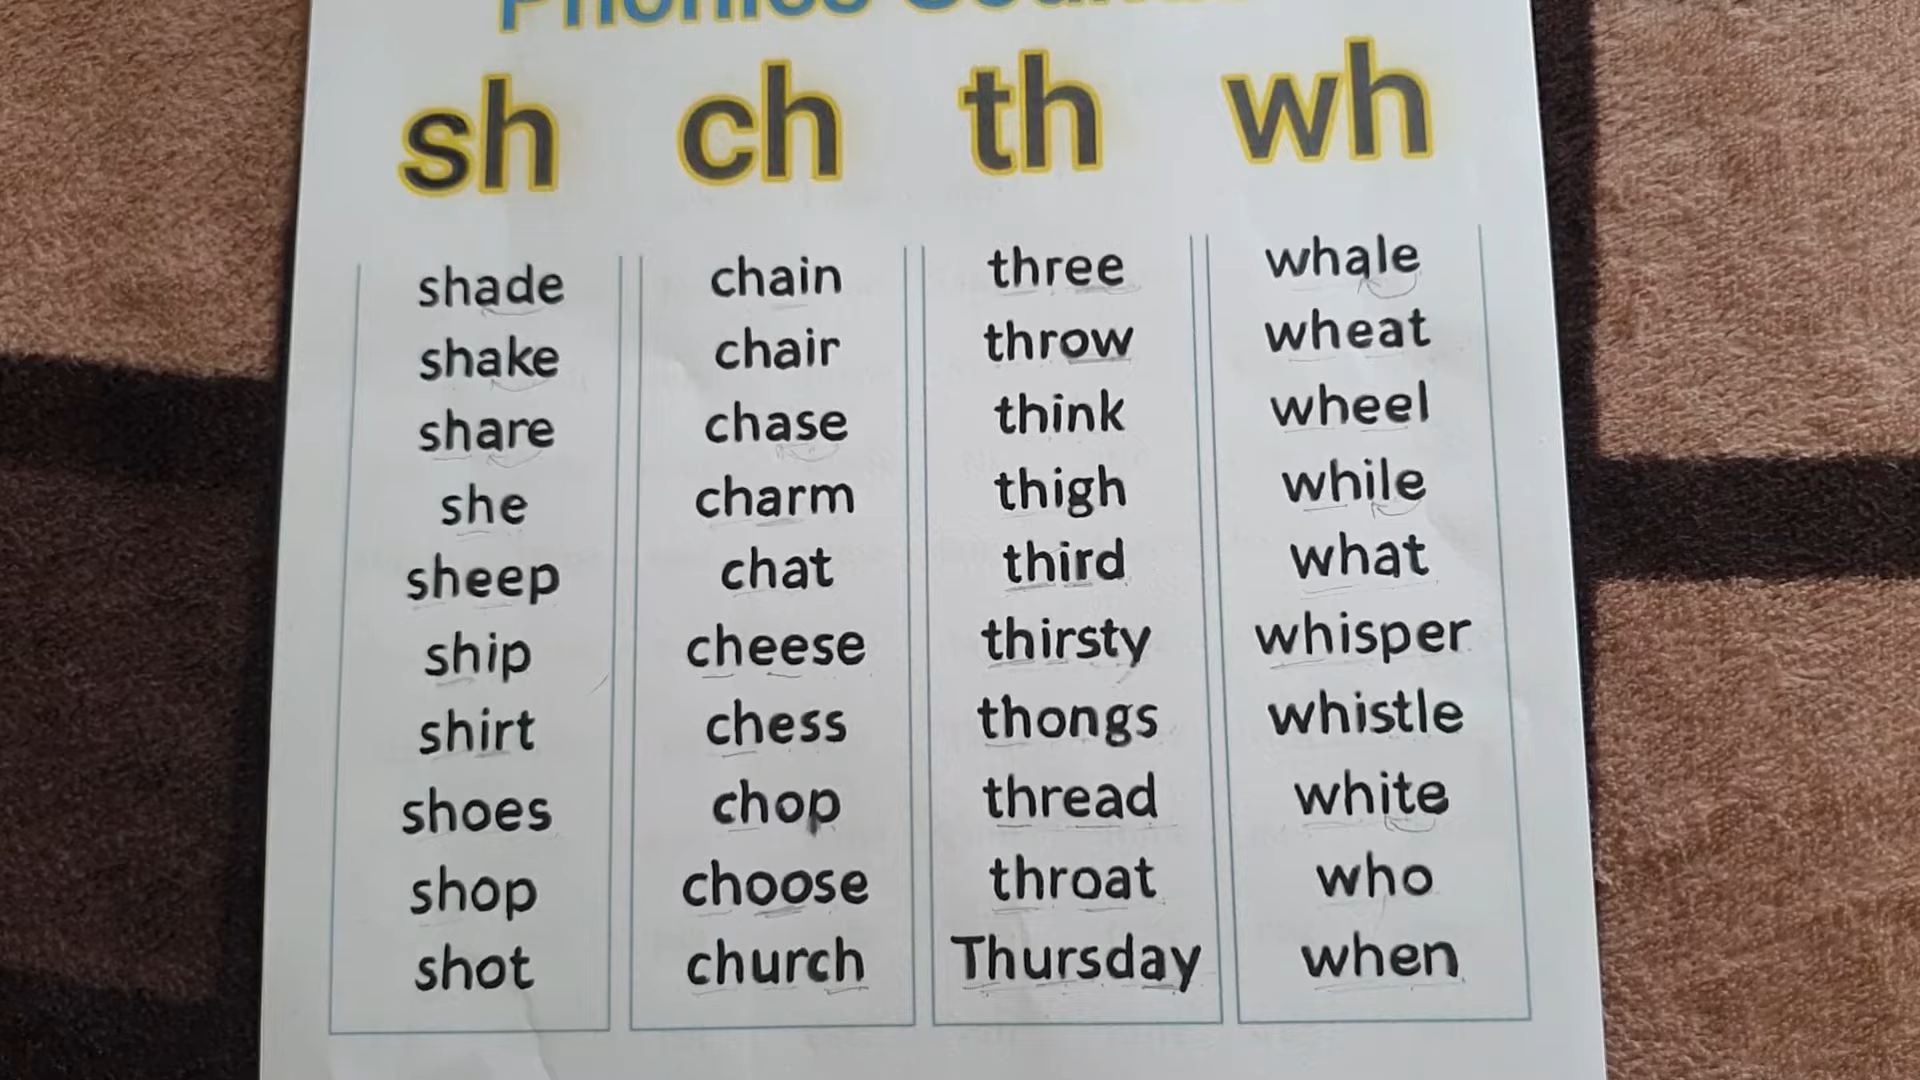 sh ch th wh
shade
shake
share
she
sheep
ship
shirt
shoes
shop
shot
chain
chair
chase
charm
chat
cheese
chess
chop
choose
church
three
throw
think
thigh
third
thirsty
thongs
thread
throat
Thursday
whale
wheat
wheel
while
what
whisper
whistle
white
who
when